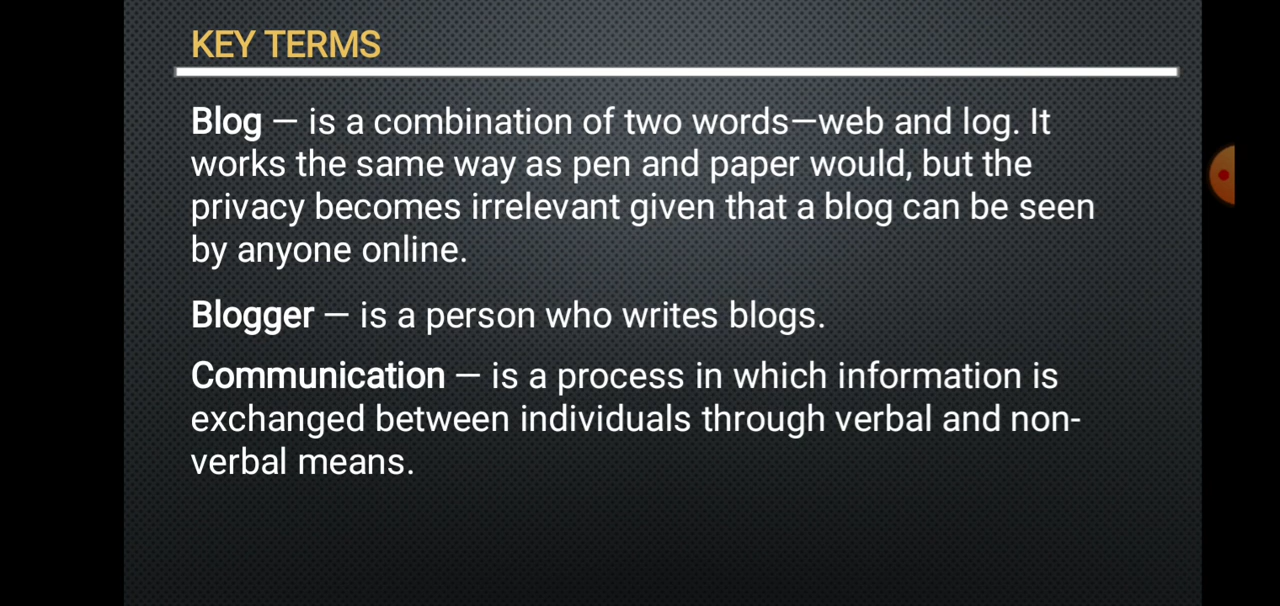 KEY TERMS
Blog – is a combination of two words–web and log. It
works the same way as pen and paper would, but the
privacy becomes irrelevant given that a blog can be seen
by anyone online.
Blogger – is a person who writes blogs.
Communication – is a process in which information is
exchanged between individuals through verbal and non-
verbal means.